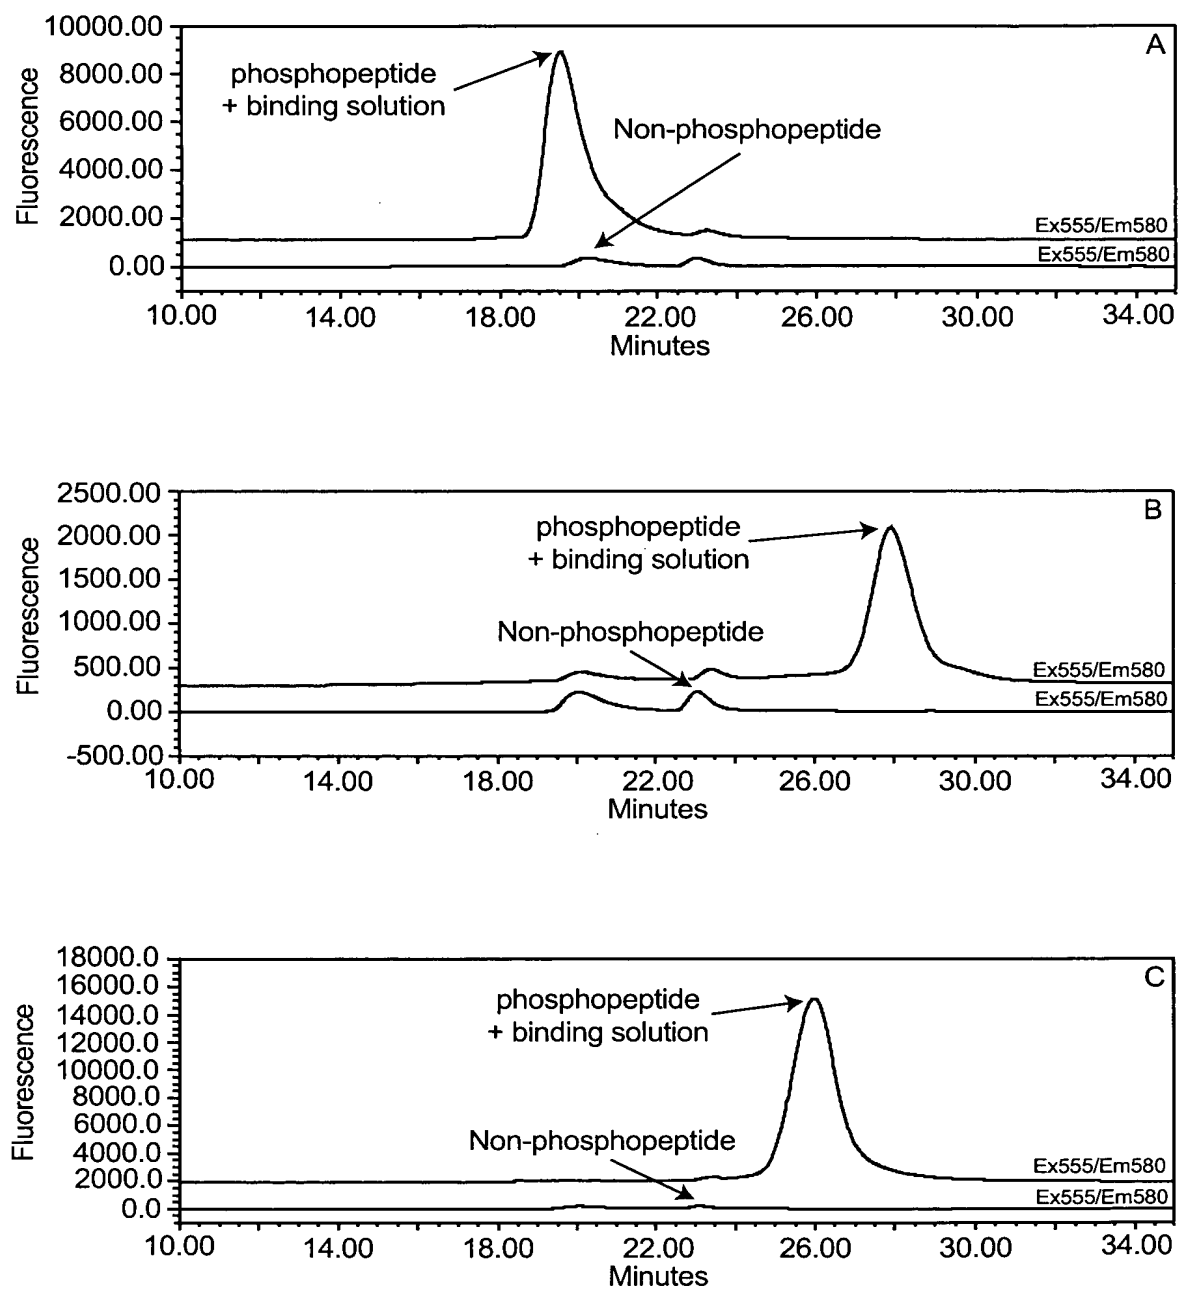 A
10000.00
8000.00
6000.00
4000.00
2000.00
0.00
Fluorescence
phosphopeptide
+ binding solution
Non-phosphopeptide
Ex555/Em580
Ex555/Em580
10.00 14.00 18.00 22.00 26.00 30.00 34.00
Minutes
B
2500.00
2000.00
1500.00
1000.00
500.00
0.00
-500.00
Fluorescence
phosphopeptide
+ binding solution
Non-phosphopeptide
Ex555/Em580
Ex555/Em580
10.00 14.00 18.00 22.00 26.00 30.00 34.00
Minutes
C
18000.0
16000.0
14000.0
12000.0
10000.0
8000.0
6000.0
4000.0
2000.0
0.0
Fluorescence
phosphopeptide
+ binding solution
Non-phosphopeptide
Ex555/Em580
Ex555/Em580
10.00 14.00 18.00 22.00 26.00 30.00 34.00
Minutes